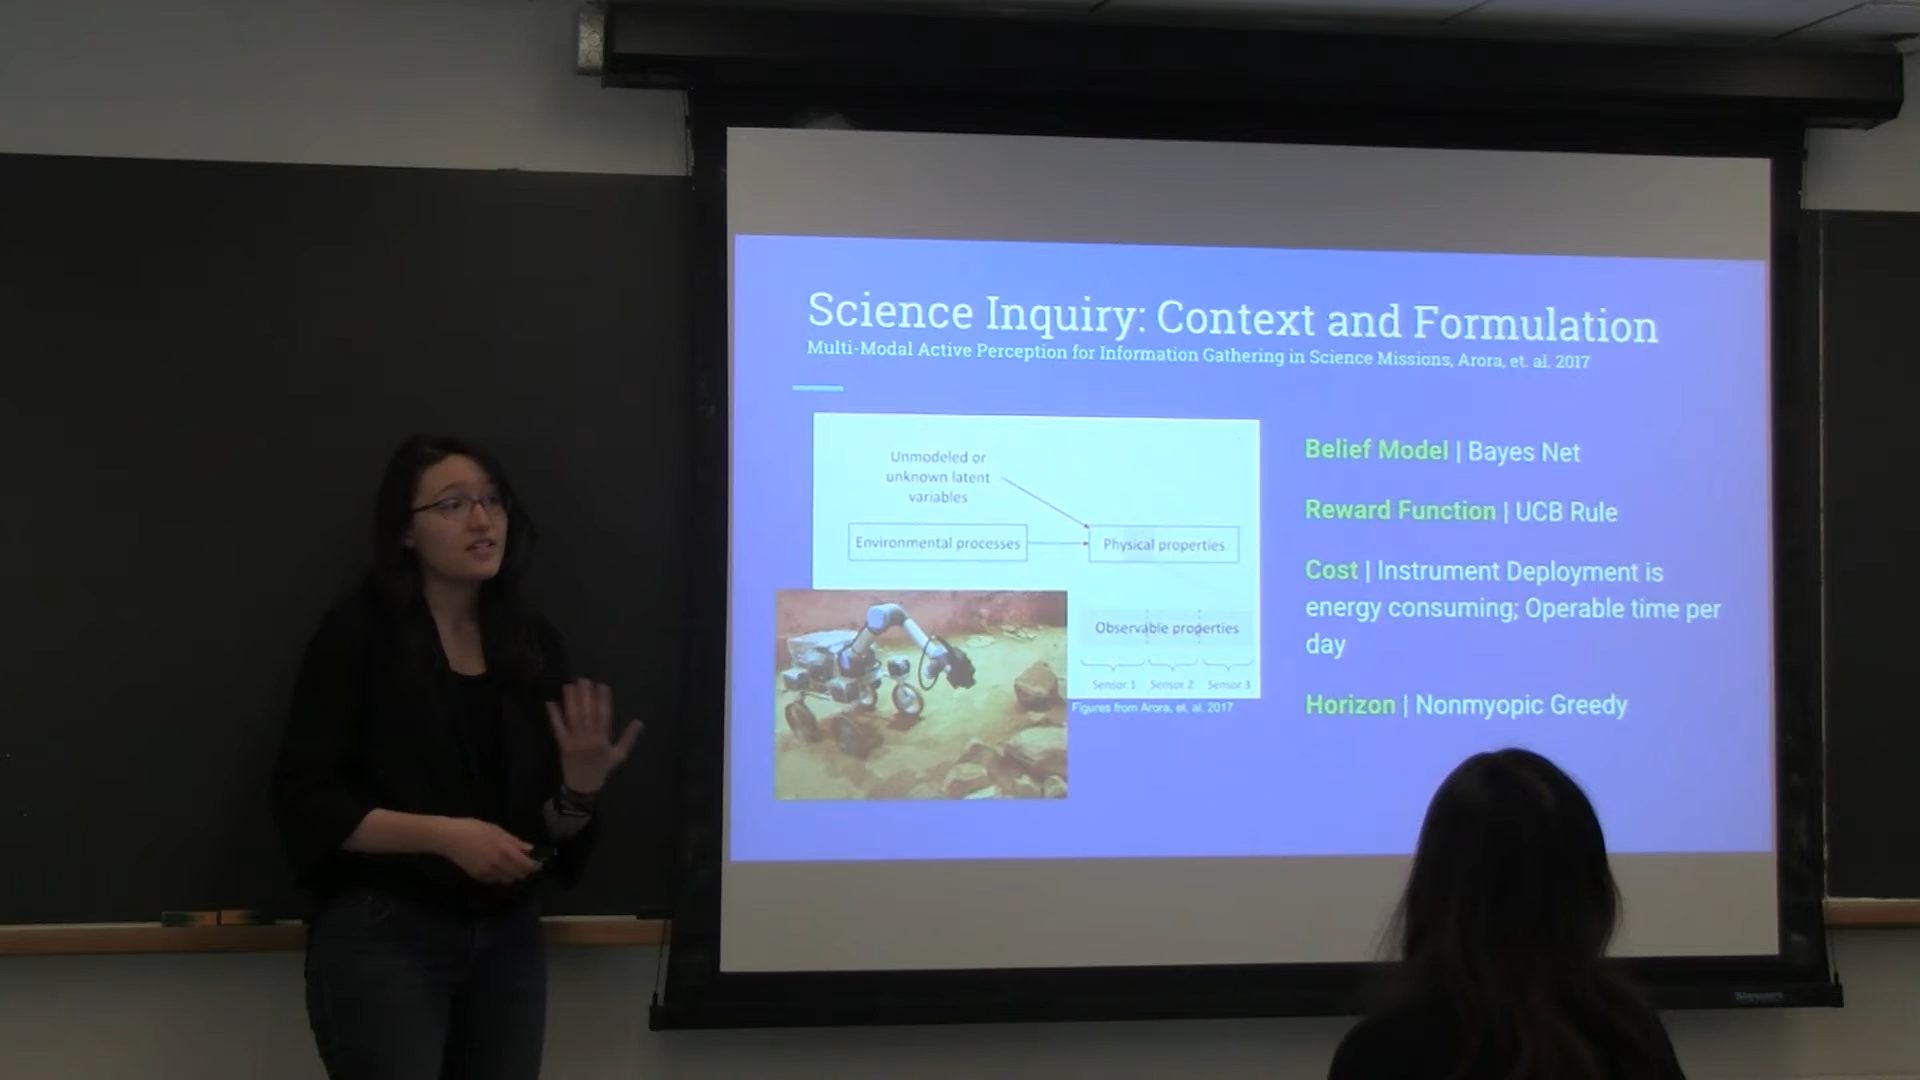 Science Inquiry: Context and Formulation
Multi-Modal Active Perception for Information Gathering in Science Missions, Arora, et. al. 2017
Unmodeled or
unknown latent
variables
Environmental processes
Physical properties
Observable properties
Sensor 1 Sensor 2 Sensor 3
Figures from Arora, et. al. 2017
Belief Model | Bayes Net
Reward Function | UCB Rule
Cost | Instrument Deployment is
energy consuming; Operable time per
day
Horizon | Nonmyopic Greedy